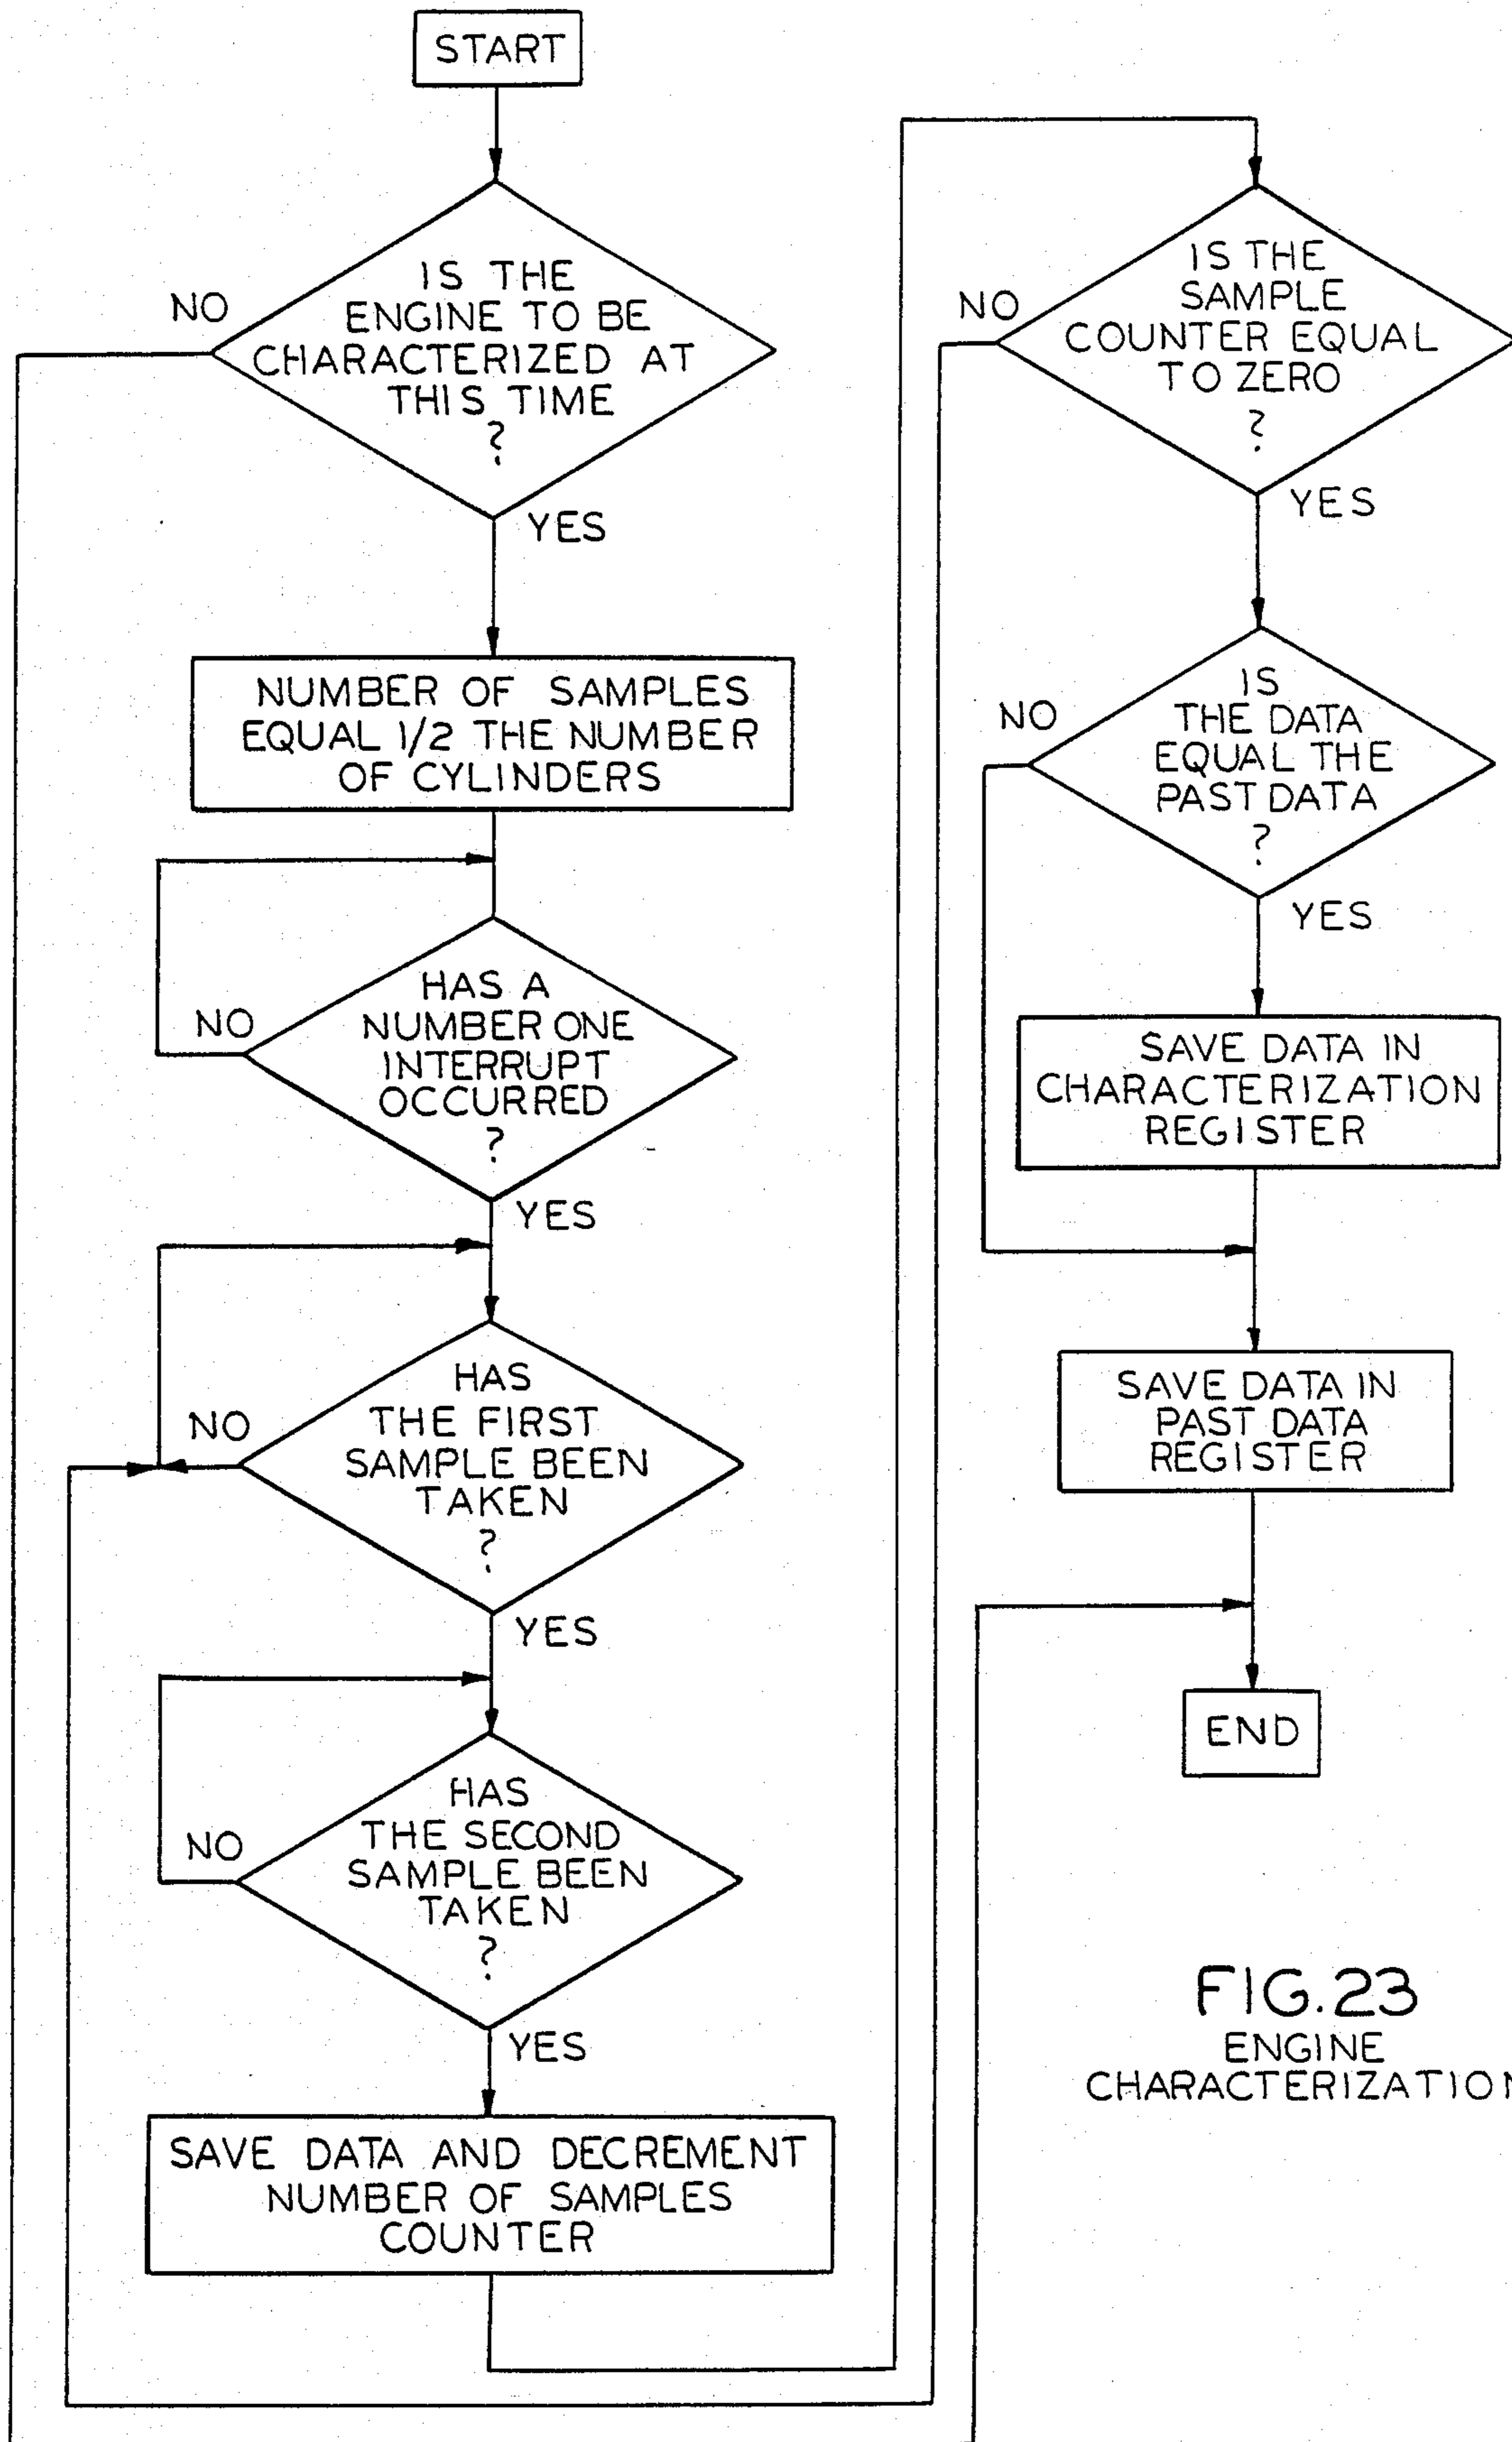 START
IS THE
ENGINE TO BE
CHARACTERIZED AT
THIS TIME
?
NO
YES
NUMBER OF SAMPLES
EQUAL 1/2 THE NUMBER
OF CYLINDERS
HAS A
NUMBER ONE
INTERRUPT
OCCURRED
?
NO
YES
HAS
THE FIRST
SAMPLE BEEN
TAKEN
?
NO
YES
HAS
THE SECOND
SAMPLE BEEN
TAKEN
?
NO
YES
SAVE DATA AND DECREMENT
NUMBER OF SAMPLES
COUNTER
IS THE
SAMPLE
COUNTER EQUAL
TO ZERO
?
NO
YES
IS
THE DATA
EQUAL THE
PAST DATA
?
NO
YES
SAVE DATA IN
CHARACTERIZATION
REGISTER
SAVE DATA IN
PAST DATA
REGISTER
END
FIG.23
ENGINE
CHARACTERIZATION